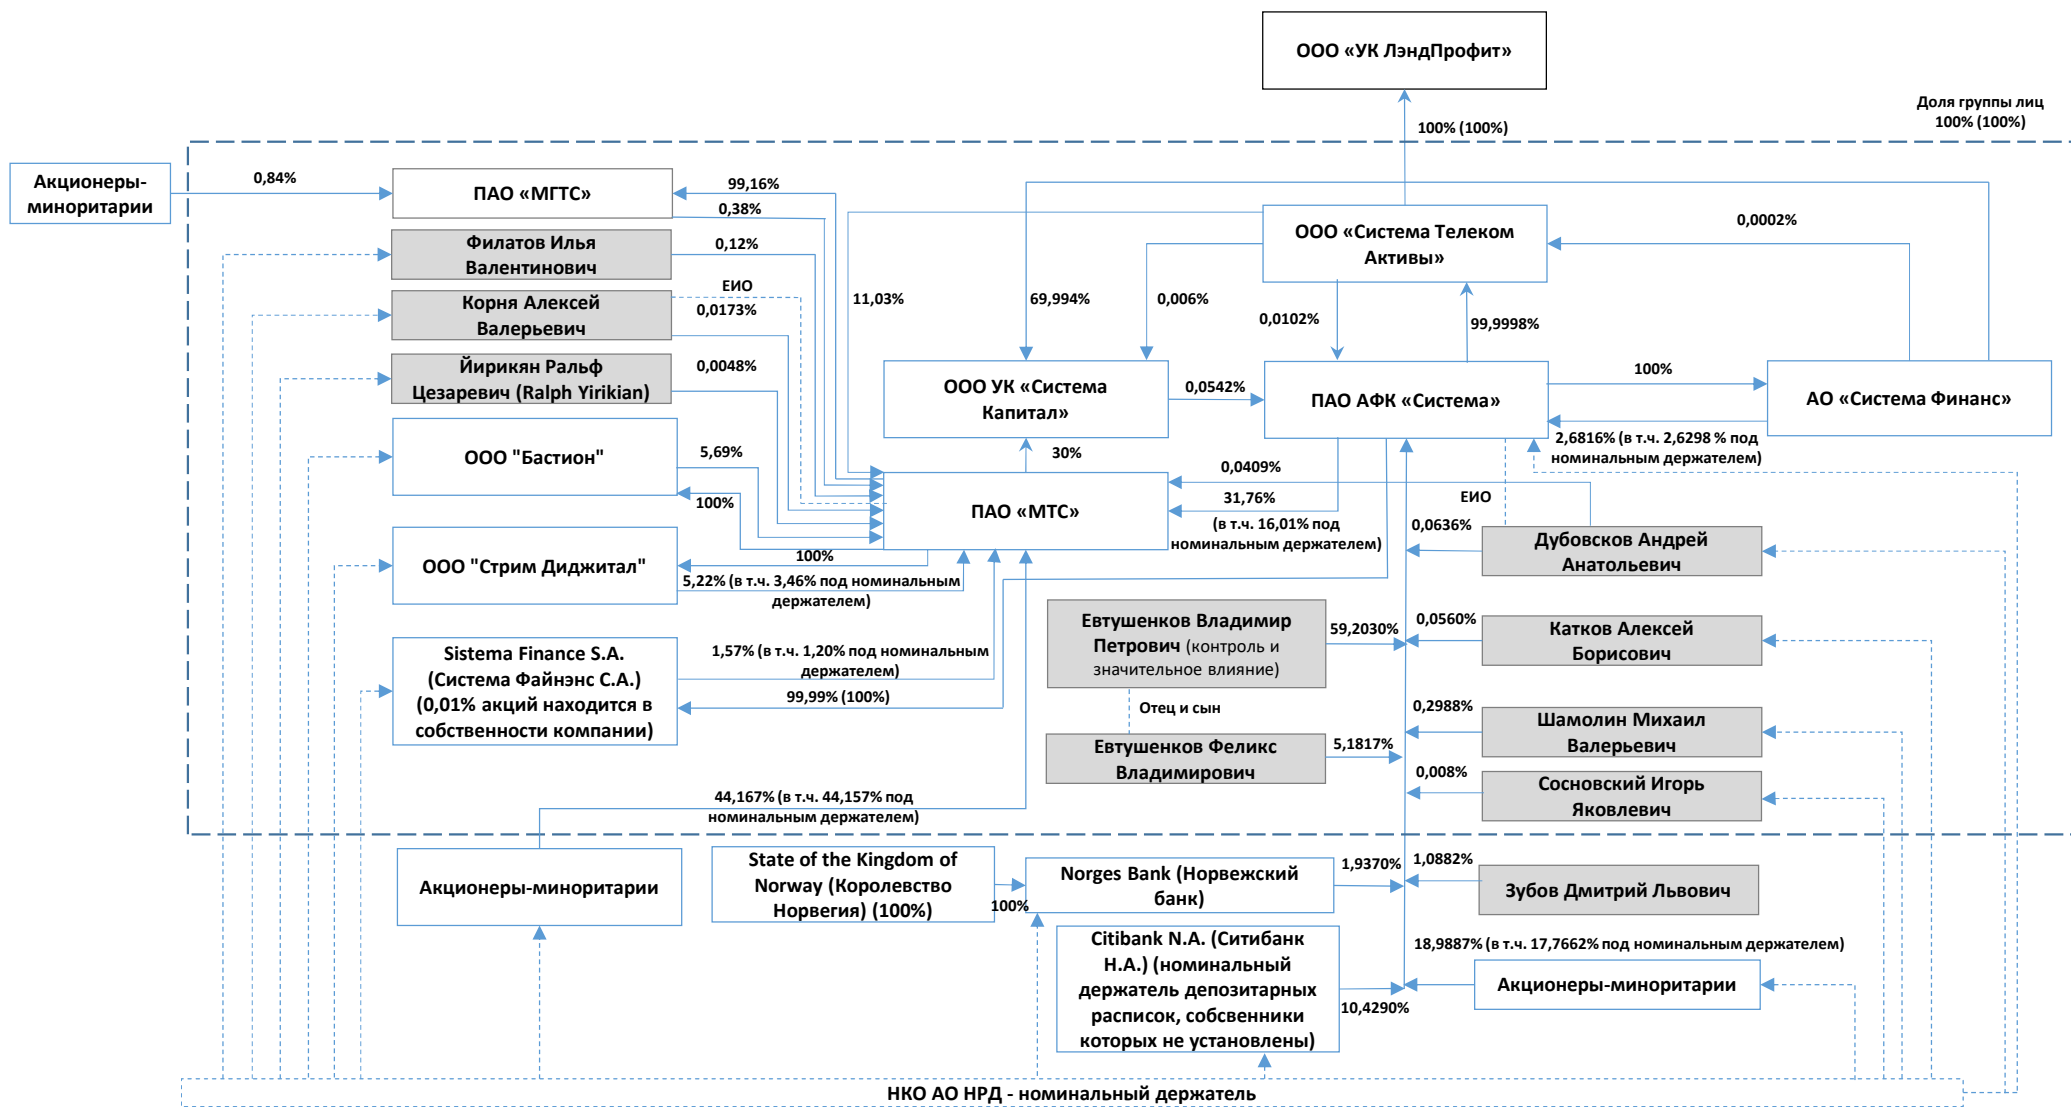 ООО «УК ЛэндПрофит»
Доля группы лиц
100% (100%)
100% (100%)
Акционеры-
миноритарии
0,84%
ПАО «МГТС»
99,16%
0,38%
Филатов Илья
Валентинович
0,12%
ЕИО
Корня Алексей
Валерьевич
0,0173%
Йирикян Ральф
Цезаревич (Ralph Yirikian)
0,0048%
ООО "Бастион"
5,69%
100%
ООО "Стрим Диджитал"
100%
5,22% (в т.ч. 3,46% под номинальным
держателем)
Sistema Finance S.A.
(Система Файнэнс С.А.)
(0,01% акций находится в
собственности компании)
1,57% (в т.ч. 1,20% под номинальным
держателем)
99,99% (100%)
ООО «Система Телеком
Активы»
0,0002%
11,03%
69,994%
0,006%
0,0102%
99,9998%
ООО УК «Система
Капитал»
0,0542%
ПАО АФК «Система»
100%
АО «Система Финанс»
2,6816% (в т.ч. 2,6298 % под
номинальным держателем)
30%
ПАО «МТС»
0,0409%
31,76%
(в т.ч. 16,01% под
номинальным держателем)
ЕИО
0,0636%
Дубовсков Андрей
Анатольевич
Евтушенков Владимир
Петрович (контроль и
значительное влияние)
59,2030%
0,0560%
Катков Алексей
Борисович
Отец и сын
Евтушенков Феликс
Владимирович
5,1817%
0,2988%
Шамолин Михаил
Валерьевич
0,008%
Сосновский Игорь
Яковлевич
44,167% (в т.ч. 44,157% под
номинальным держателем)
Акционеры-миноритарии
State of the Kingdom of
Norway (Королевство
Норвегия) (100%)
100%
Norges Bank (Норвежский
банк)
1,9370%
1,0882%
Зубов Дмитрий Львович
Citibank N.A. (Ситибанк
Н.А.) (номинальный
держатель депозитарных
расписок, собсвенники
которых не установлены)
10,4290%
18,9887% (в т.ч. 17,7662% под номинальным держателем)
Акционеры-миноритарии
НКО АО НРД - номинальный держатель